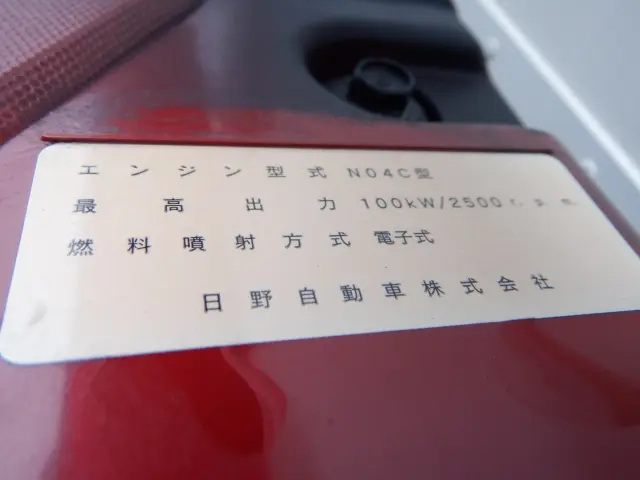 エンジン型式 N04C型
最高出力 100kW/2500r.p.m.
燃料噴射方式 電子式
日野自動車株式会社